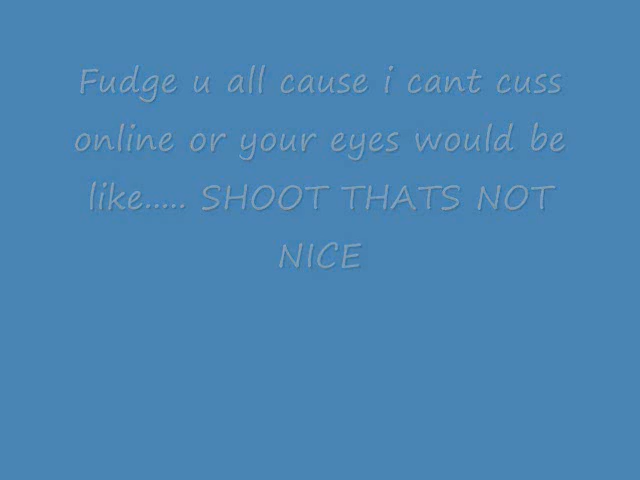 Fudge u all cause i cant cuss
online or your eyes would be
like..... SHOOT THATS NOT
NICE